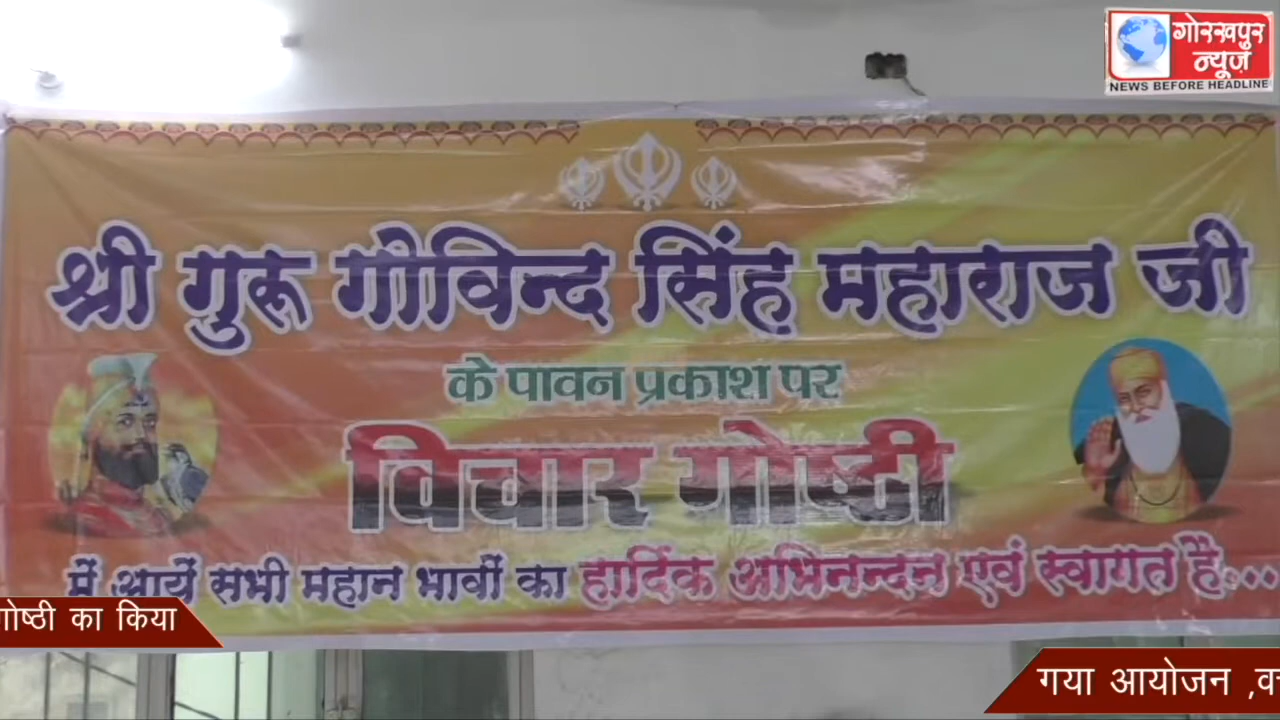 गोरखपुर
न्यूज़
NEWS BEFORE HEADLINE
श्री गुरू गोविन्द सिंह महाराज जी
के पावन प्रकाश पर
विचार गोष्ठी
में आयें सभी महान भावों का हार्दिक अभिनन्दन एवं स्वागत है...
गोष्ठी का किया
गया आयोजन ,